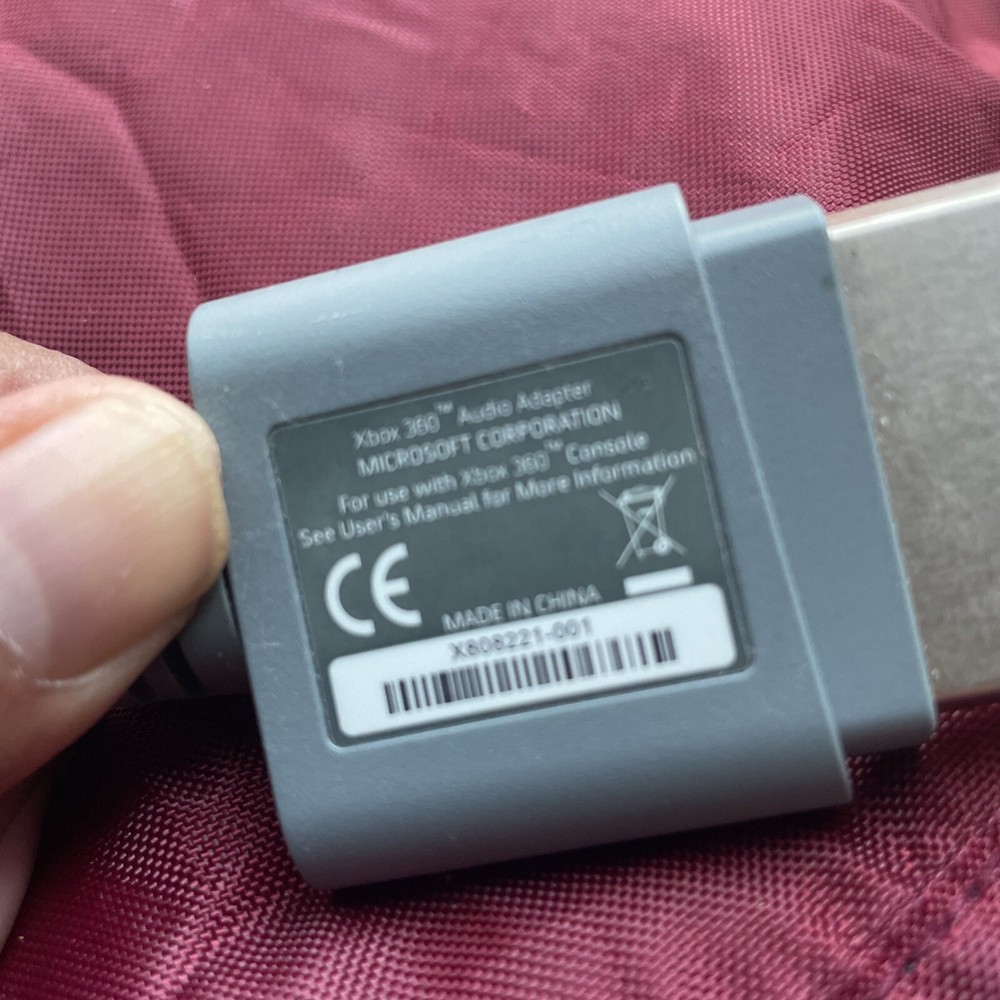 Xbox 360™ Audio Adapter
MICROSOFT CORPORATION
For use with Xbox 360™ Console
See User's Manual for More Information
CE
MADE IN CHINA
X808221-001